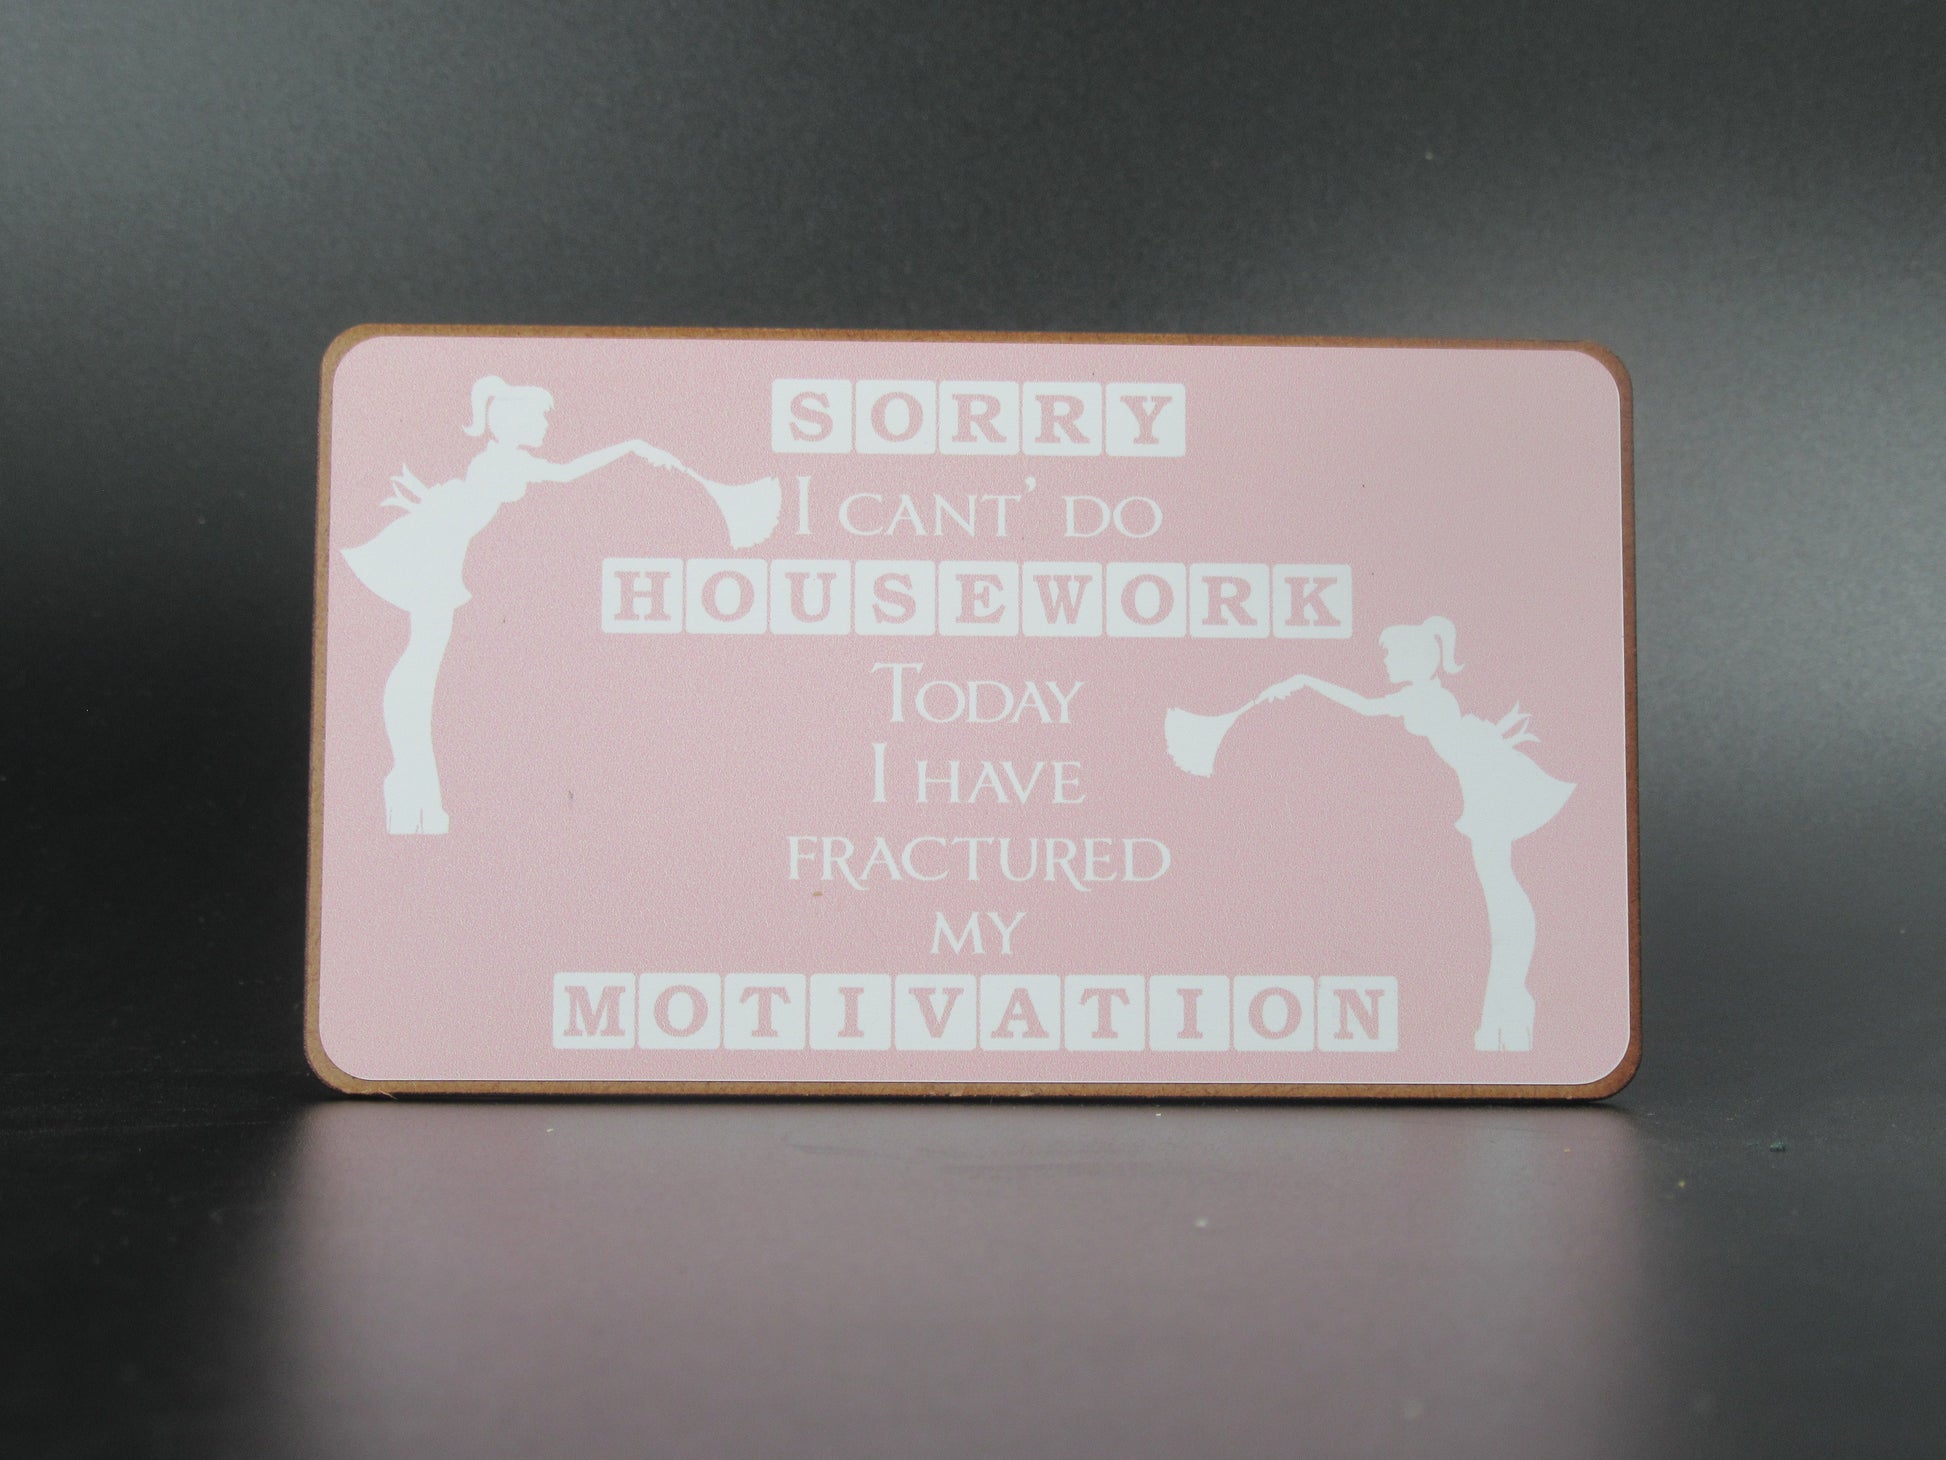 SORRY
I CANT' DO
HOUSEWORK
TODAY
I HAVE
FRACTURED
MY
MOTIVATION